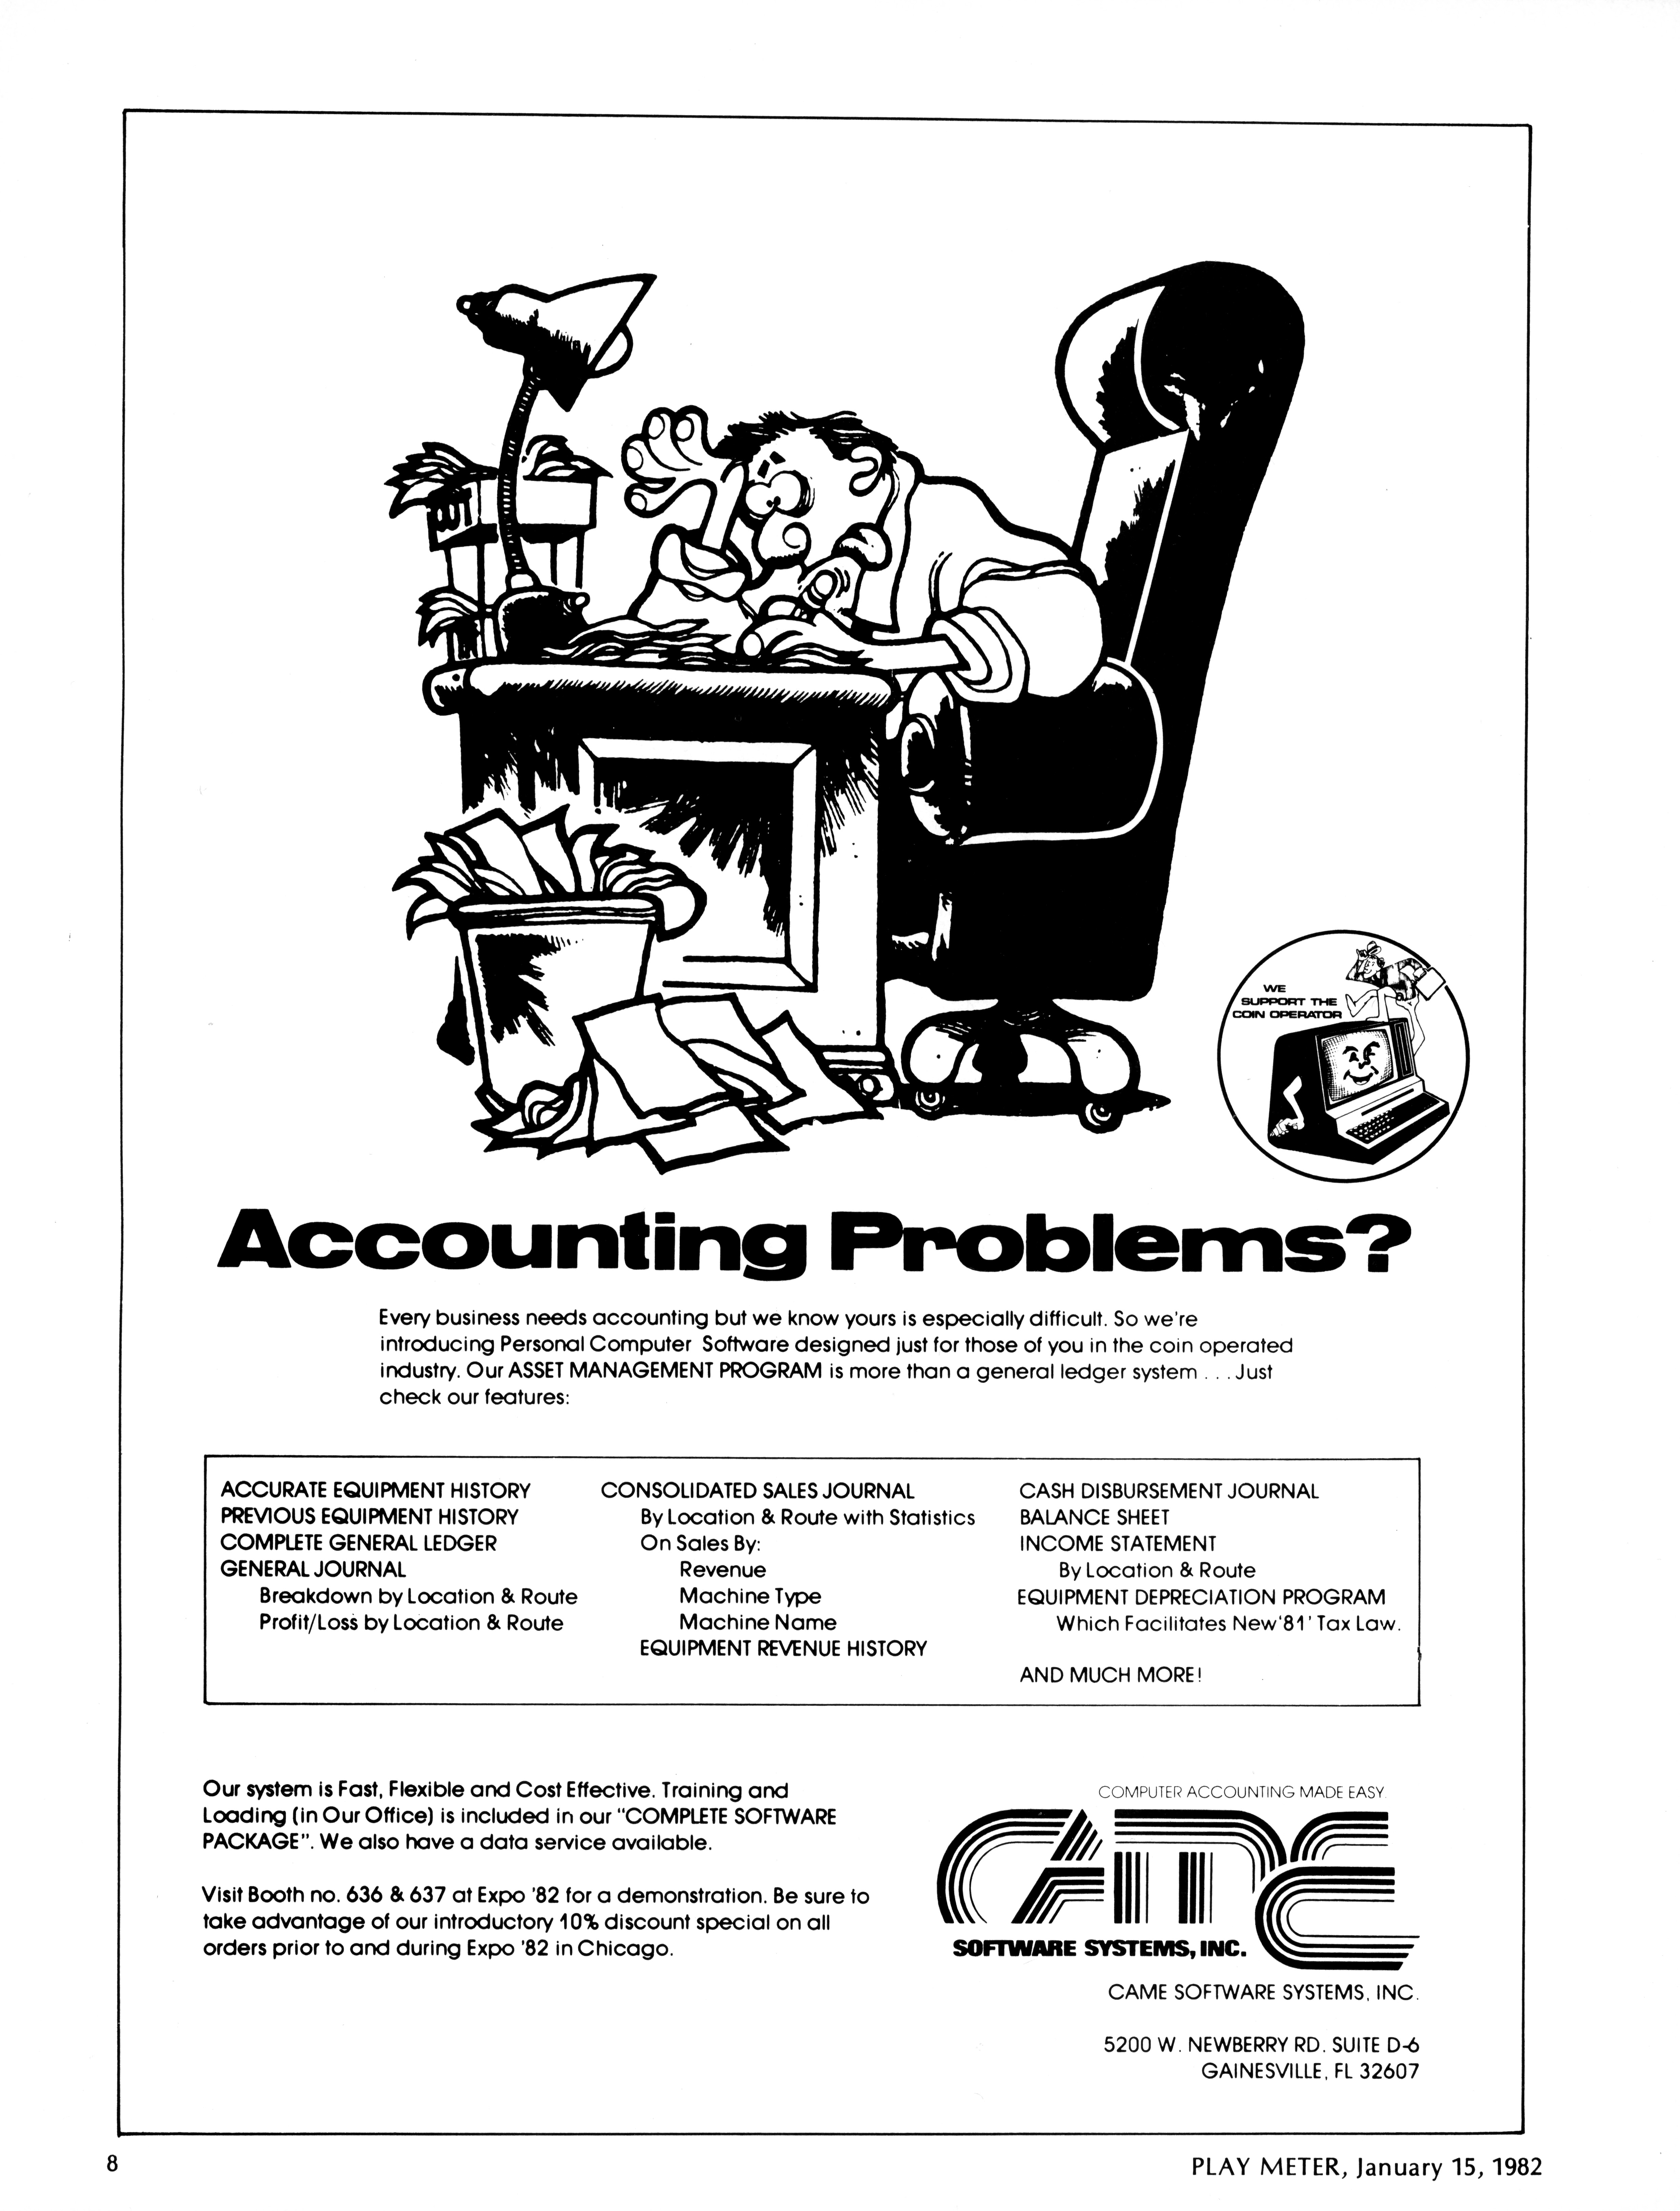 WE
SUPPORT THE
COIN OPERATOR
Accounting Problems?
Every business needs accounting but we know yours is especially difficult. So we're
introducing Personal Computer Software designed just for those of you in the coin operated
industry. Our ASSET MANAGEMENT PROGRAM is more than a general ledger system . . . Just
check our features:
ACCURATE EQUIPMENT HISTORY
PREVIOUS EQUIPMENT HISTORY
COMPLETE GENERAL LEDGER
GENERAL JOURNAL
Breakdown by Location & Route
Profit/Loss by Location & Route
CONSOLIDATED SALES JOURNAL
By Location & Route with Statistics
On Sales By:
Revenue
Machine Type
Machine Name
EQUIPMENT REVENUE HISTORY
CASH DISBURSEMENT JOURNAL
BALANCE SHEET
INCOME STATEMENT
By Location & Route
EQUIPMENT DEPRECIATION PROGRAM
Which Facilitates New '81' Tax Law.
AND MUCH MORE!
Our system is Fast, Flexible and Cost Effective. Training and
Loading (in Our Office) is included in our "COMPLETE SOFTWARE
PACKAGE". We also have a data service available.
Visit Booth no. 636 & 637 at Expo '82 for a demonstration. Be sure to
take advantage of our introductory 10% discount special on all
orders prior to and during Expo '82 in Chicago.
COMPUTER ACCOUNTING MADE EASY.
CAME
SOFTWARE SYSTEMS, INC.
CAME SOFTWARE SYSTEMS, INC.
5200 W. NEWBERRY RD. SUITE D-6
GAINESVILLE, FL 32607
8
PLAY METER, January 15, 1982